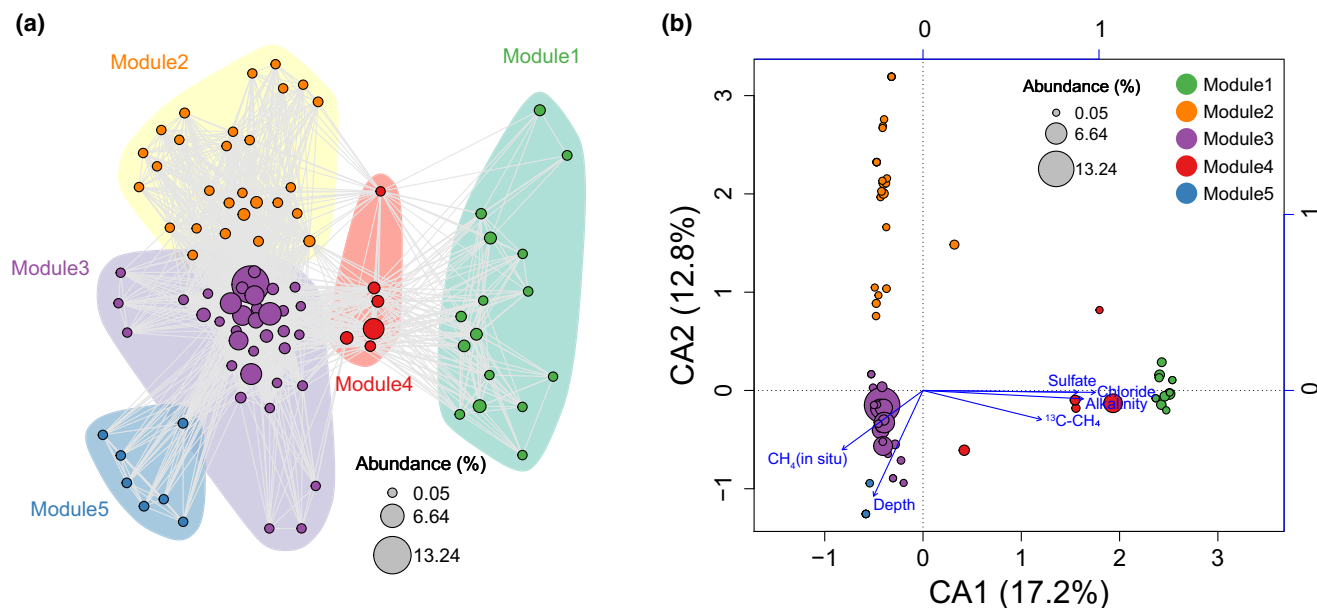 (a)
Module2
Module1
Module3
Module4
Module5
Abundance (%)
0.05
6.64
13.24
(b)
0
1
Abundance (%)
0.05
6.64
13.24
Module1
Module2
Module3
Module4
Module5
CA2 (12.8%)
3
2
1
0
−1
1
0
Sulfate
Chloride
Alkalinity
¹³C-CH₄
CH₄(in situ)
Depth
−1
0
1
2
3
CA1 (17.2%)